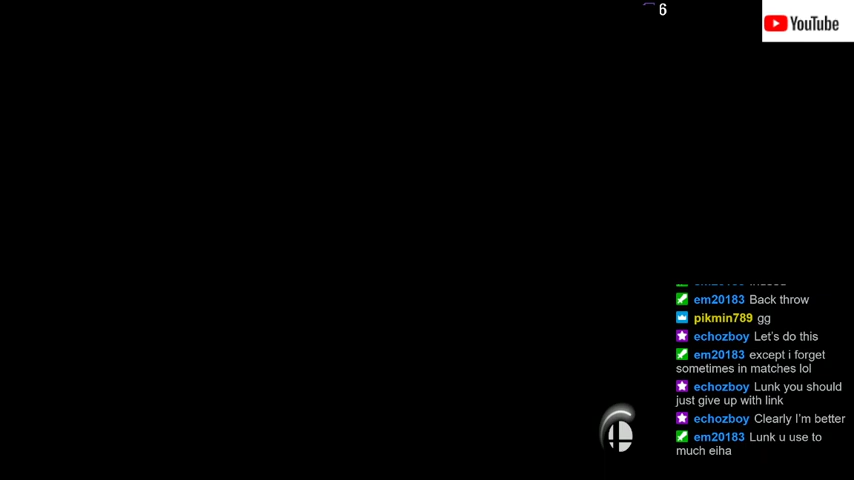 6
YouTube
em20183 Back throw
pikmin789 gg
echozboy Let's do this
em20183 except i forget
sometimes in matches lol
echozboy Lunk you should
just give up with link
echozboy Clearly I'm better
em20183 Lunk u use to
much eiha